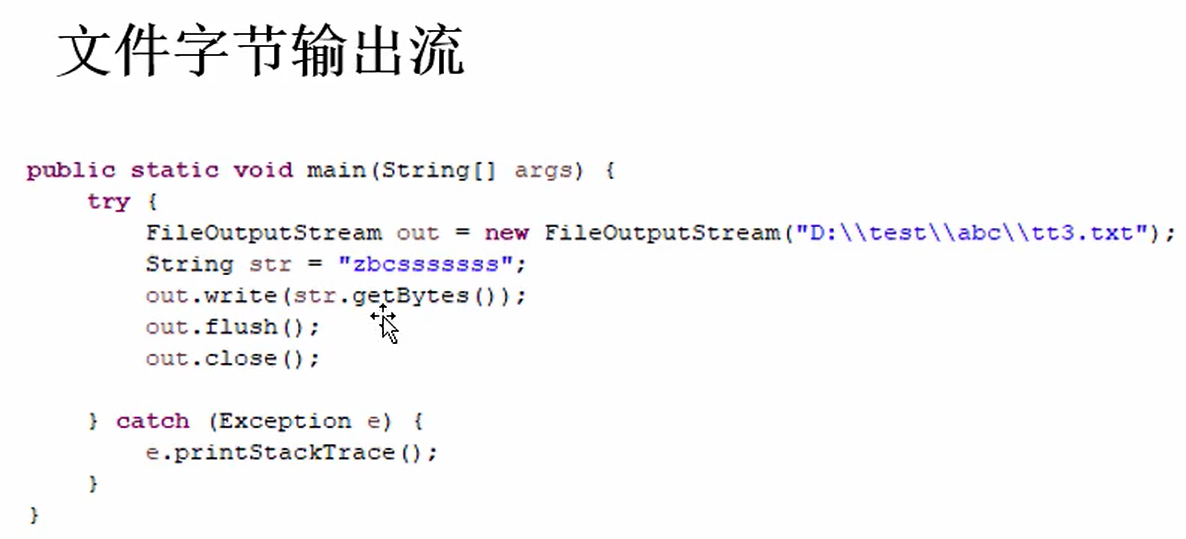 文件字节输出流
public static void main(String[] args) {
try {
FileOutputStream out = new FileOutputStream("D:\\test\\abc\\tt3.txt");
String str = "zbcsssssss";
out.write(str.getBytes());
out.flush();
out.close();
} catch (Exception e) {
e.printStackTrace();
}
}